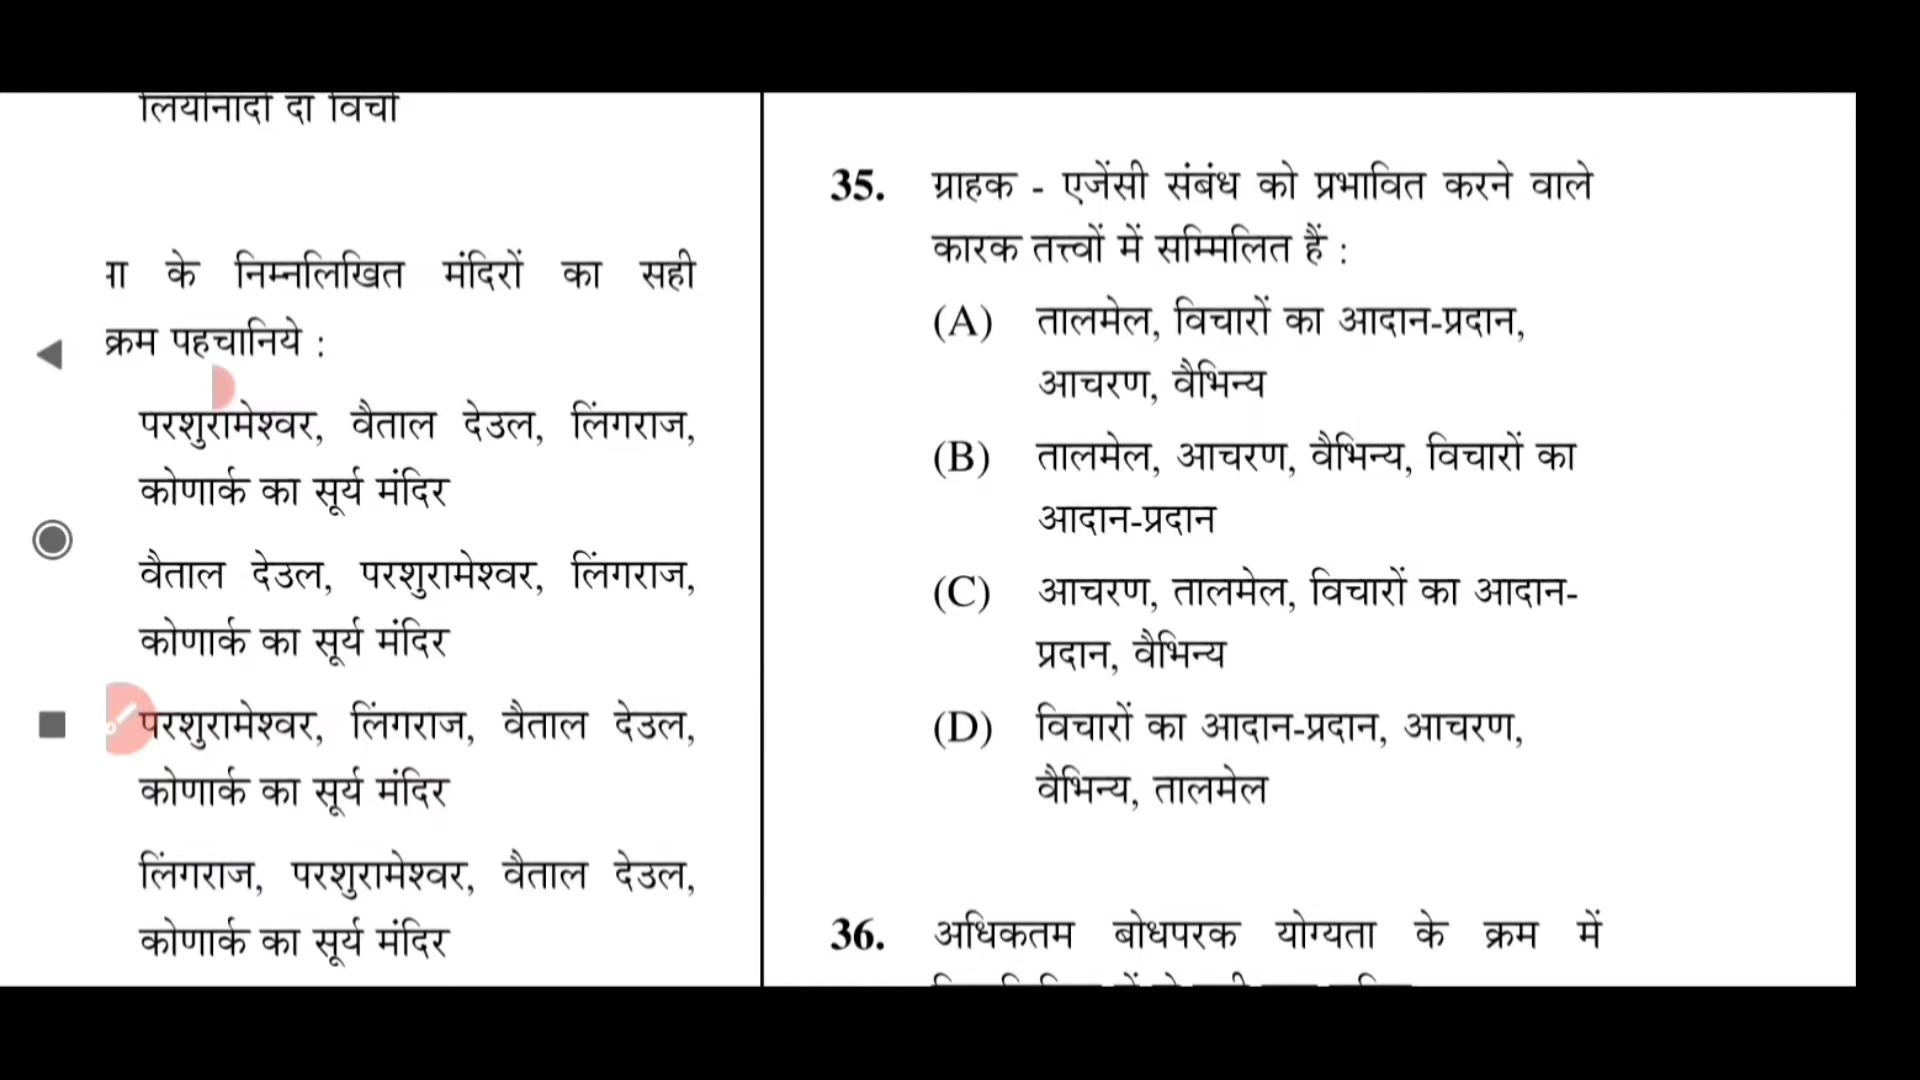 लियोनार्दो दा विंची
के निम्नलिखित मंदिरों का सही
क्रम पहचानिये :
परशुरामेश्वर, वैताल देउल, लिंगराज,
कोणार्क का सूर्य मंदिर
वैताल देउल, परशुरामेश्वर, लिंगराज,
कोणार्क का सूर्य मंदिर
परशुरामेश्वर, लिंगराज, वैताल देउल,
कोणार्क का सूर्य मंदिर
लिंगराज, परशुरामेश्वर, वैताल देउल,
कोणार्क का सूर्य मंदिर
35. ग्राहक - एजेंसी संबंध को प्रभावित करने वाले
कारक तत्त्वों में सम्मिलित हैं :
(A) तालमेल, विचारों का आदान-प्रदान,
आचरण, वैभिन्य
(B) तालमेल, आचरण, वैभिन्य, विचारों का
आदान-प्रदान
(C) आचरण, तालमेल, विचारों का आदान-
प्रदान, वैभिन्य
(D) विचारों का आदान-प्रदान, आचरण,
वैभिन्य, तालमेल
36. अधिकतम बोधपरक योग्यता के क्रम में